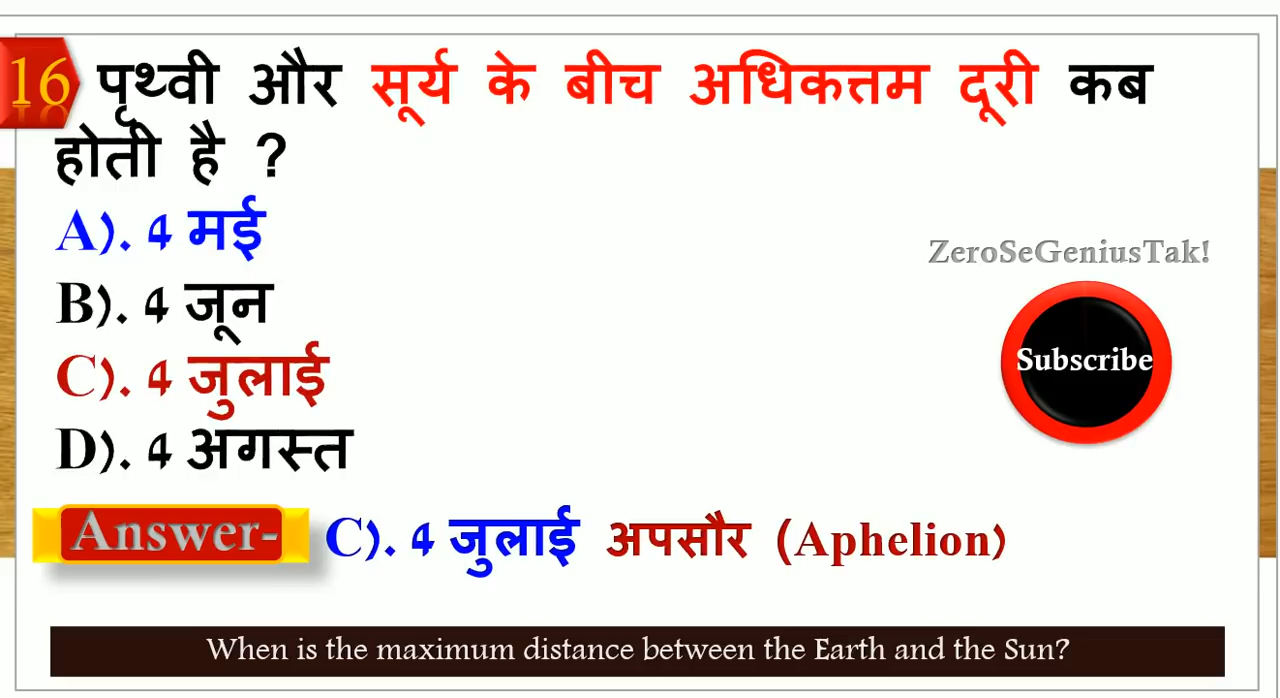 16 पृथ्वी और सूर्य के बीच अधिकत्तम दूरी कब
होती है ?
A). 4 मई
B). 4 जून
C). 4 जुलाई
D). 4 अगस्त
ZeroSeGeniusTak!
Subscribe
Answer- C). 4 जुलाई अपसौर (Aphelion)
When is the maximum distance between the Earth and the Sun?